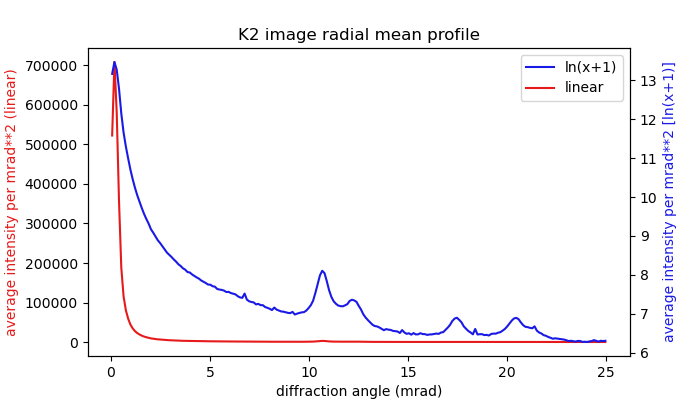 K2 image radial mean profile
average intensity per mrad**2 (linear)
700000
600000
500000
400000
300000
200000
100000
0
ln(x+1)
linear
13
12
11
10
9
8
7
6
average intensity per mrad**2 [ln(x+1)]
0 5 10 15 20 25
diffraction angle (mrad)